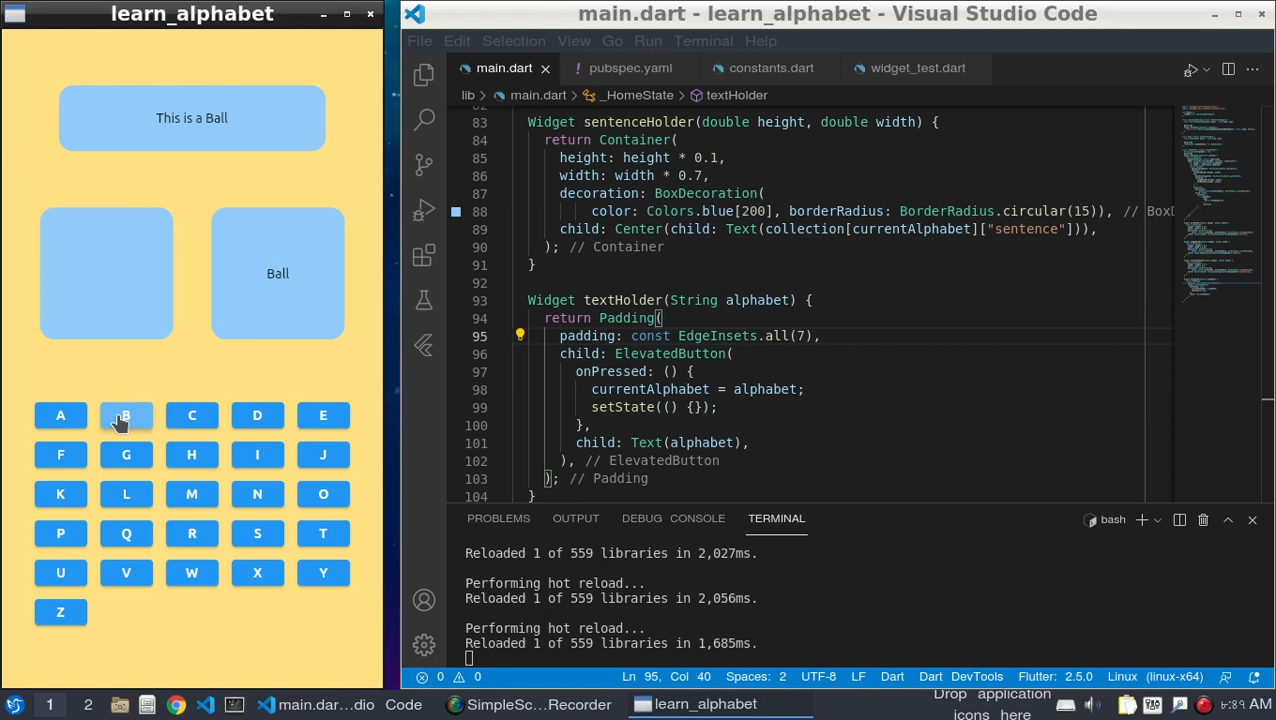 learn_alphabet
This is a Ball
Ball
A B C D E
F G H I J
K L M N O
P Q R S T
U V W X Y
Z
main.dart - learn_alphabet - Visual Studio Code
File Edit Selection View Go Run Terminal Help
main.dart pubspec.yaml constants.dart widget_test.dart
lib > main.dart > _HomeState > textHolder
83 Widget sentenceHolder(double height, double width) {
84 return Container(
85 height: height * 0.1,
86 width: width * 0.7,
87 decoration: BoxDecoration(
88 color: Colors.blue[200], borderRadius: BorderRadius.circular(15)), // BoxD
89 child: Center(child: Text(collection[currentAlphabet]["sentence"])),
90 ); // Container
91 }
92
93 Widget textHolder(String alphabet) {
94 return Padding(
95 padding: const EdgeInsets.all(7),
96 child: ElevatedButton(
97 onPressed: () {
98 currentAlphabet = alphabet;
99 setState(() {});
100 },
101 child: Text(alphabet),
102 ), // ElevatedButton
103 ); // Padding
104 }
PROBLEMS OUTPUT DEBUG CONSOLE TERMINAL bash
Reloaded 1 of 559 libraries in 2,027ms.
Performing hot reload...
Reloaded 1 of 559 libraries in 2,056ms.
Performing hot reload...
Reloaded 1 of 559 libraries in 1,685ms.
0 0 Ln 95, Col 40 Spaces: 2 UTF-8 LF Dart Dart DevTools Flutter: 2.5.0 Linux (linux-x64)
1 2 main.dar...dio Code SimpleSc...Recorder learn_alphabet Drop application icons here